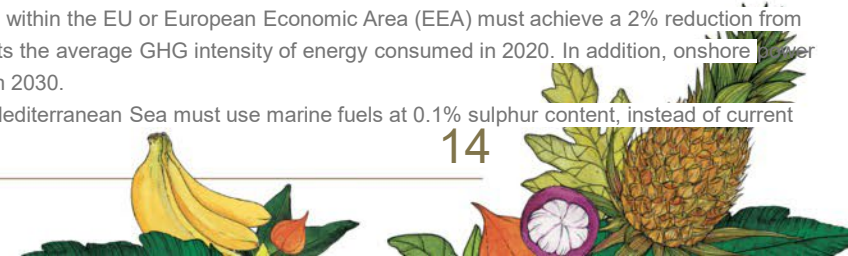 within the EU or European Economic Area (EEA) must achieve a 2% reduction from
ts the average GHG intensity of energy consumed in 2020. In addition, onshore power
n 2030.
Mediterranean Sea must use marine fuels at 0.1% sulphur content, instead of current
14